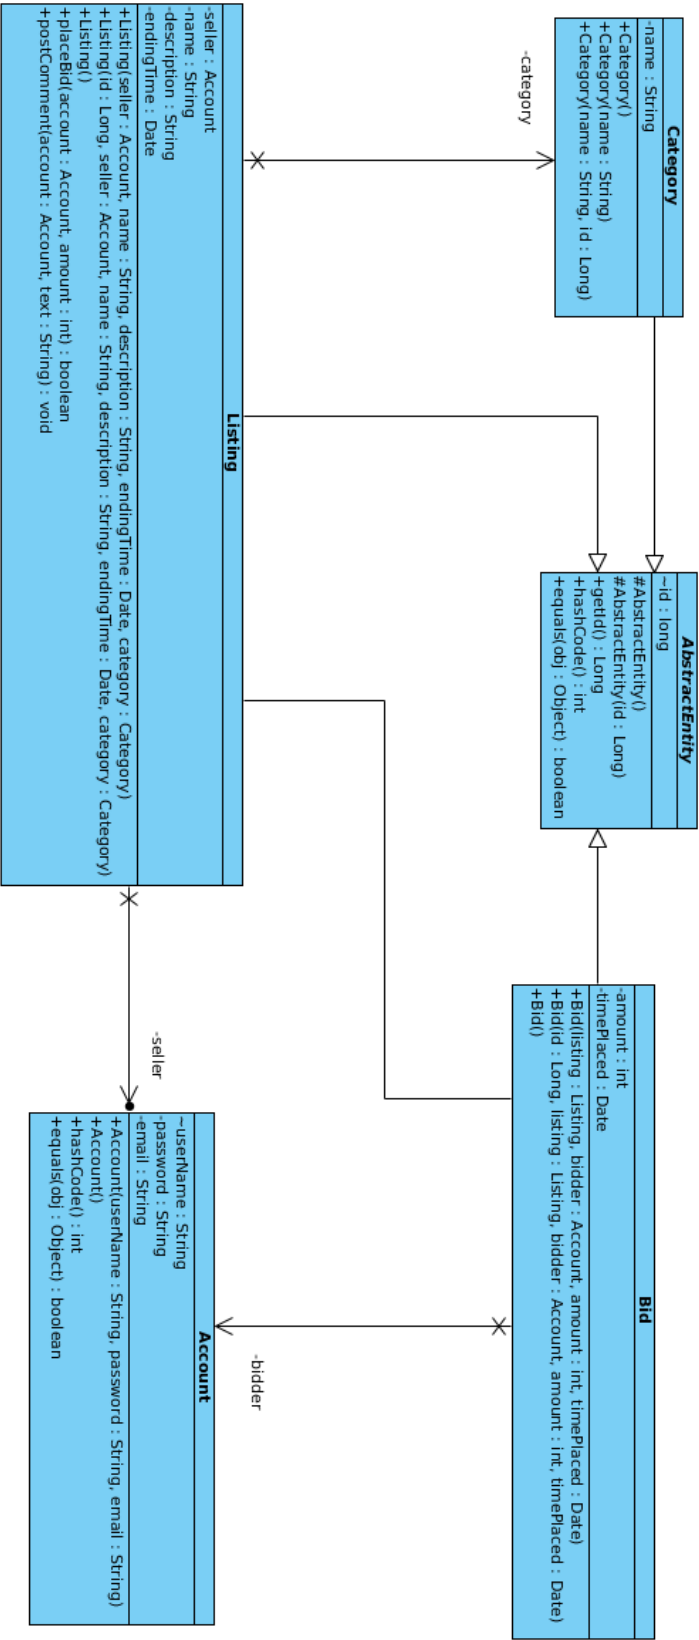 Category
-name : String
+Category()
+Category(name : String)
+Category(name : String, id : Long)
AbstractEntity
~id : long
#AbstractEntity()
#AbstractEntity(id : Long)
+getId() : Long
+hashCode() : int
+equals(obj : Object) : boolean
Bid
-amount : int
-timePlaced : Date
+Bid(listing : Listing, bidder : Account, amount : int, timePlaced : Date)
+Bid(id : Long, listing : Listing, bidder : Account, amount : int, timePlaced : Date)
+Bid()
-category
-bidder
Listing
-seller : Account
-name : String
-description : String
-endingTime : Date
+Listing(seller : Account, name : String, description : String, endingTime : Date, category : Category)
+Listing(id : Long, seller : Account, name : String, description : String, endingTime : Date, category : Category)
+Listing()
+placeBid(account : Account, amount : int) : boolean
+postComment(account : Account, text : String) : void
-seller
Account
~userName : String
-password : String
-email : String
+Account(userName : String, password : String, email : String)
+Account()
+hashCode() : int
+equals(obj : Object) : boolean